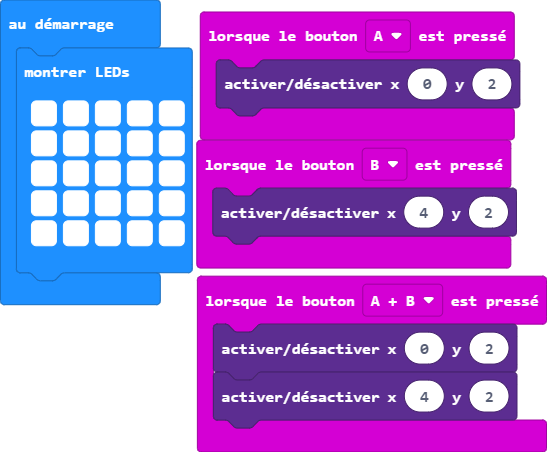 au démarrage
montrer LEDs
lorsque le bouton A est pressé
activer/désactiver x 0 y 2
lorsque le bouton B est pressé
activer/désactiver x 4 y 2
lorsque le bouton A + B est pressé
activer/désactiver x 0 y 2
activer/désactiver x 4 y 2